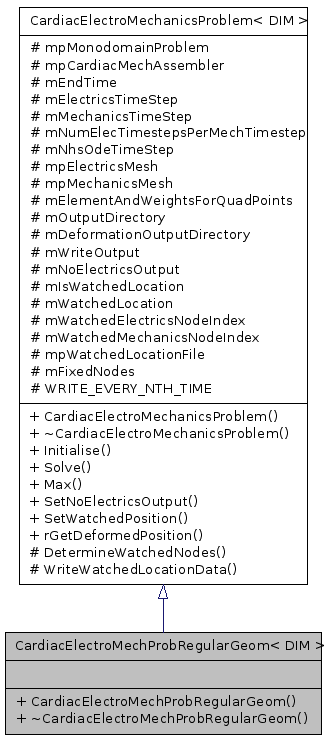 CardiacElectroMechanicsProblem< DIM >
# mpMonodomainProblem
# mpCardiacMechAssembler
# mEndTime
# mElectricsTimeStep
# mMechanicsTimeStep
# mNumElecTimestepsPerMechTimestep
# mNhsOdeTimeStep
# mpElectricsMesh
# mpMechanicsMesh
# mElementAndWeightsForQuadPoints
# mOutputDirectory
# mDeformationOutputDirectory
# mWriteOutput
# mNoElectricsOutput
# mIsWatchedLocation
# mWatchedLocation
# mWatchedElectricsNodeIndex
# mWatchedMechanicsNodeIndex
# mpWatchedLocationFile
# mFixedNodes
# WRITE_EVERY_NTH_TIME
+ CardiacElectroMechanicsProblem()
+ ~CardiacElectroMechanicsProblem()
+ Initialise()
+ Solve()
+ Max()
+ SetNoElectricsOutput()
+ SetWatchedPosition()
+ rGetDeformedPosition()
# DetermineWatchedNodes()
# WriteWatchedLocationData()
CardiacElectroMechProbRegularGeom< DIM >
+ CardiacElectroMechProbRegularGeom()
+ ~CardiacElectroMechProbRegularGeom()